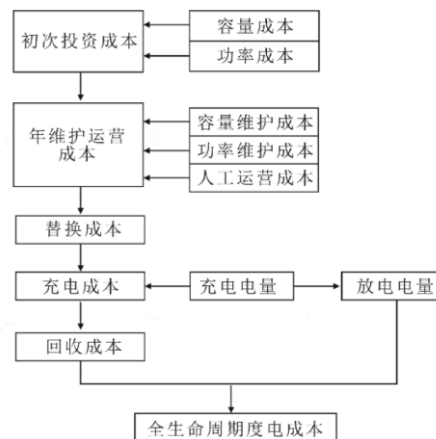 初次投资成本
容量成本
功率成本
年维护运营
成本
容量维护成本
功率维护成本
人工运营成本
替换成本
充电成本
充电电量
放电电量
回收成本
全生命周期度电成本